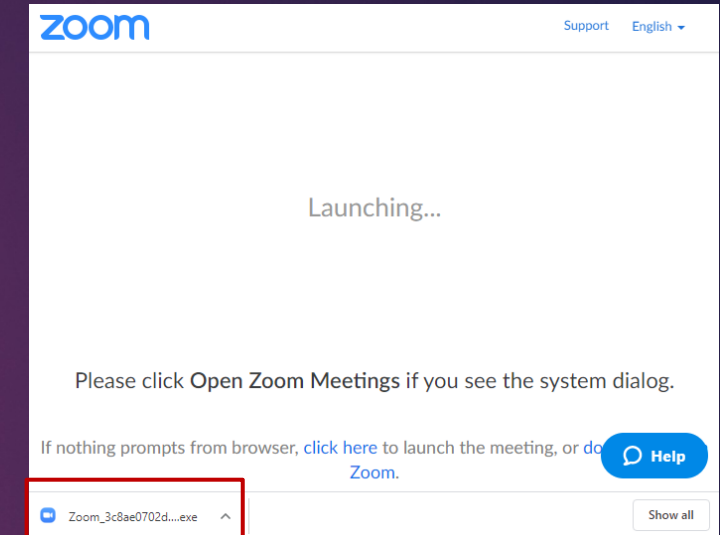 zoom
Support English
Launching...
Please click Open Zoom Meetings if you see the system dialog.
If nothing prompts from browser, click here to launch the meeting, or
Help
Zoom.
Zoom_3c8ae0702d....exe
Show all